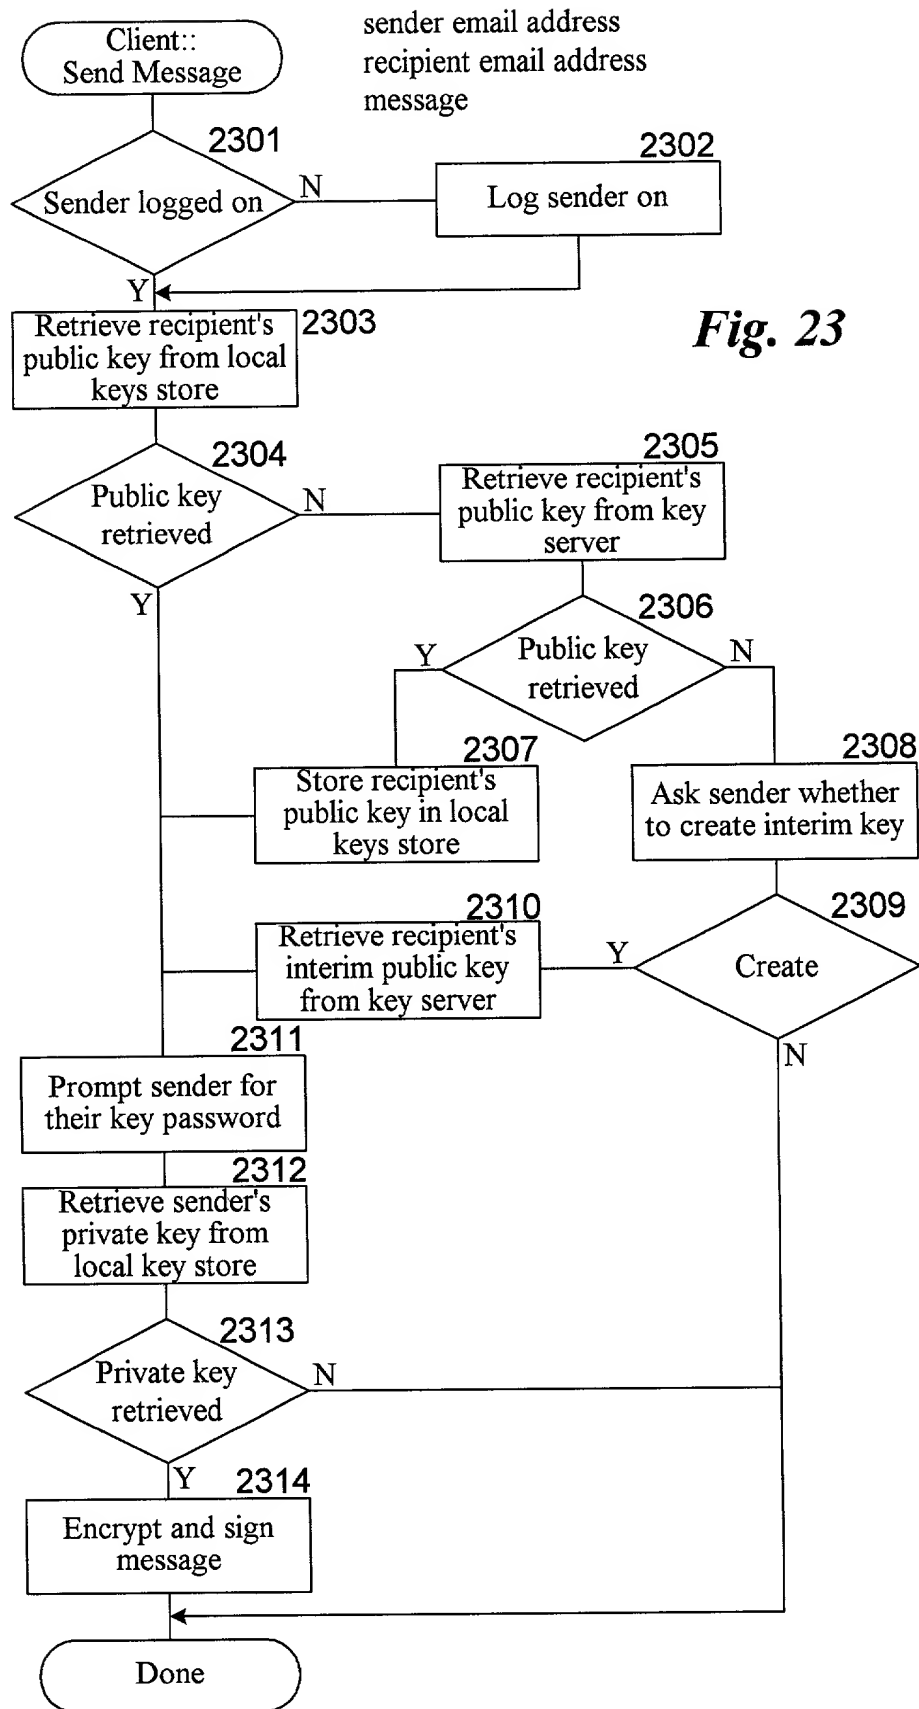 Client::
Send Message
sender email address
recipient email address
message
2301
Sender logged on
N
2302
Log sender on
Y
Retrieve recipient's
public key from local
keys store
2303
Fig. 23
2304
Public key
retrieved
N
2305
Retrieve recipient's
public key from key
server
Y
2306
Public key
retrieved
Y
N
2307
Store recipient's
public key in local
keys store
2308
Ask sender whether
to create interim key
2309
Create
Y
2310
Retrieve recipient's
interim public key
from key server
N
2311
Prompt sender for
their key password
2312
Retrieve sender's
private key from
local key store
2313
Private key
retrieved
N
Y
2314
Encrypt and sign
message
Done